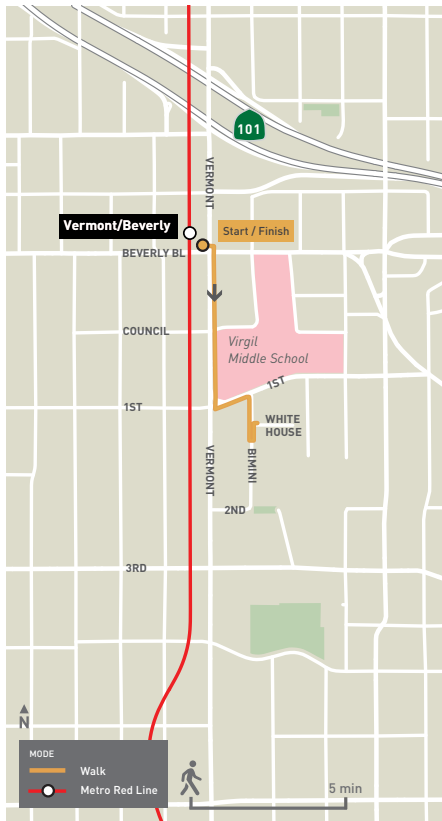 101
VERMONT
Vermont/Beverly
Start / Finish
BEVERLY BL
COUNCIL
Virgil
Middle School
1ST
1ST
WHITE
HOUSE
VERMONT
BIMINI
2ND
3RD
N
MODE
Walk
Metro Red Line
5 min